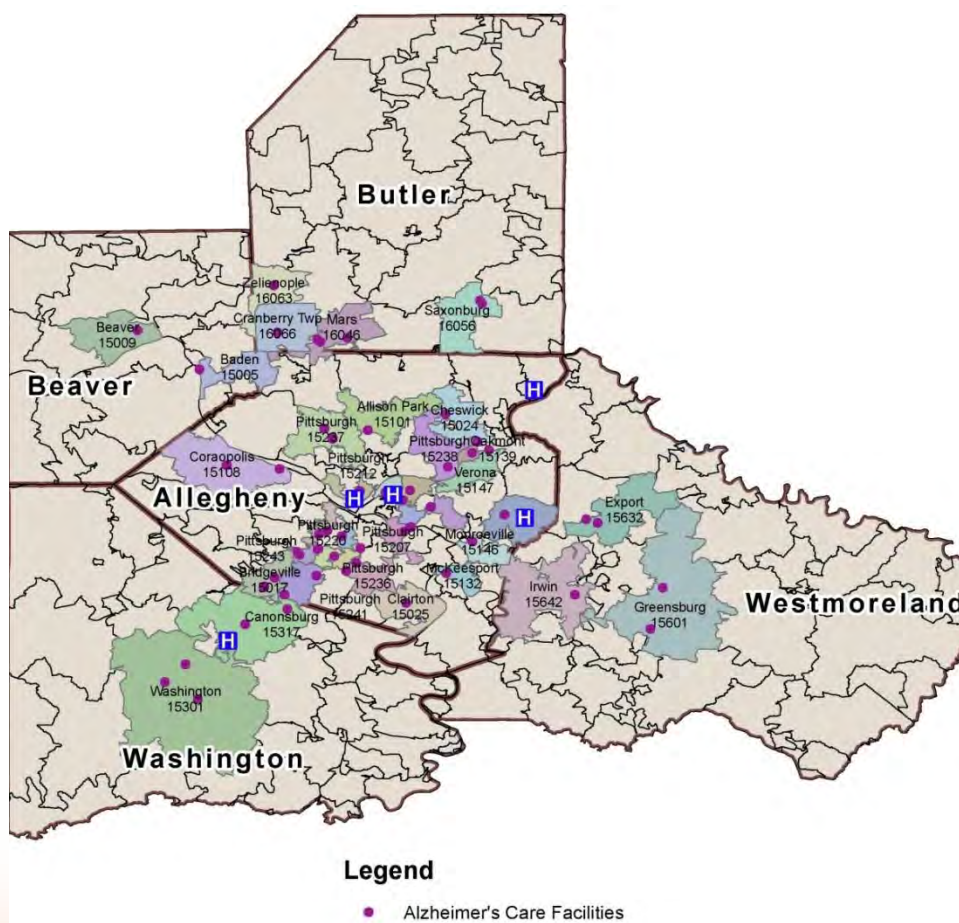 Butler
Zelienople
16063
Cranberry Twp
16066
Mars
16046
Saxonburg
16056
Beaver
15009
Baden
15005
Beaver
Allison Park
15101
Cheswick
15024
Pittsburgh
15237
Pittsburgh
15238
Oakmont
15139
Pittsburgh
15212
Verona
15147
Coraopolis
15108
Allegheny
H
H
H
H
Export
15632
Pittsburgh
15220
Pittsburgh
15207
Monroeville
15146
Pittsburgh
15243
Bridgeville
15017
Pittsburgh
15236
McKeesport
15132
Irwin
15642
Pittsburgh
15241
Clairton
15025
Greensburg
15601
Westmoreland
Canonsburg
15317
H
Washington
15301
Washington
Legend
Alzheimer's Care Facilities